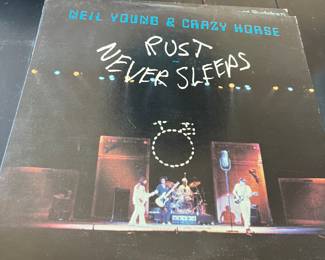 NEIL YOUNG & CRAZY HORSE
RUST
NEVER SLEEPS